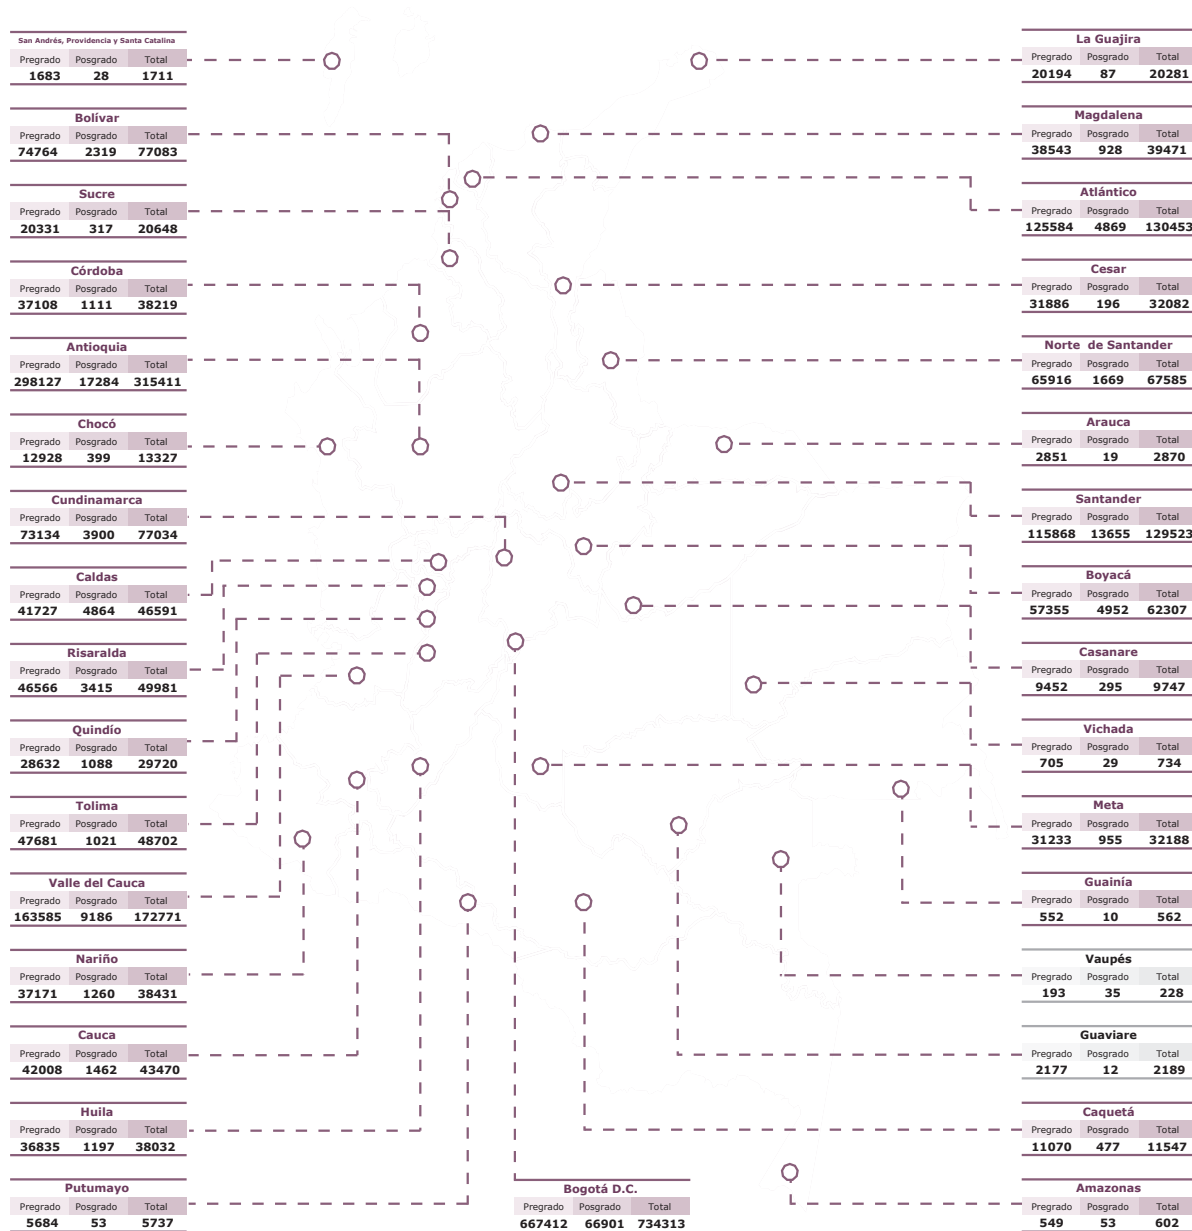 San Andrés, Providencia y Santa Catalina
Pregrado Posgrado Total
1683 28 1711
Bolívar
Pregrado Posgrado Total
74764 2319 77083
Sucre
Pregrado Posgrado Total
20331 317 20648
Córdoba
Pregrado Posgrado Total
37108 1111 38219
Antioquia
Pregrado Posgrado Total
298127 17284 315411
Chocó
Pregrado Posgrado Total
12928 399 13327
Cundinamarca
Pregrado Posgrado Total
73134 3900 77034
Caldas
Pregrado Posgrado Total
41727 4864 46591
Risaralda
Pregrado Posgrado Total
46566 3415 49981
Quindío
Pregrado Posgrado Total
28632 1088 29720
Tolima
Pregrado Posgrado Total
47681 1021 48702
Valle del Cauca
Pregrado Posgrado Total
163585 9186 172771
Nariño
Pregrado Posgrado Total
37171 1260 38431
Cauca
Pregrado Posgrado Total
42008 1462 43470
Huila
Pregrado Posgrado Total
36835 1197 38032
Putumayo
Pregrado Posgrado Total
5684 53 5737
Bogotá D.C.
Pregrado Posgrado Total
667412 66901 734313
La Guajira
Pregrado Posgrado Total
20194 87 20281
Magdalena
Pregrado Posgrado Total
38543 928 39471
Atlántico
Pregrado Posgrado Total
125584 4869 130453
Cesar
Pregrado Posgrado Total
31886 196 32082
Norte de Santander
Pregrado Posgrado Total
65916 1669 67585
Arauca
Pregrado Posgrado Total
2851 19 2870
Santander
Pregrado Posgrado Total
115868 13655 129523
Boyacá
Pregrado Posgrado Total
57355 4952 62307
Casanare
Pregrado Posgrado Total
9452 295 9747
Vichada
Pregrado Posgrado Total
705 29 734
Meta
Pregrado Posgrado Total
31233 955 32188
Guainía
Pregrado Posgrado Total
552 10 562
Vaupés
Pregrado Posgrado Total
193 35 228
Guaviare
Pregrado Posgrado Total
2177 12 2189
Caquetá
Pregrado Posgrado Total
11070 477 11547
Amazonas
Pregrado Posgrado Total
549 53 602